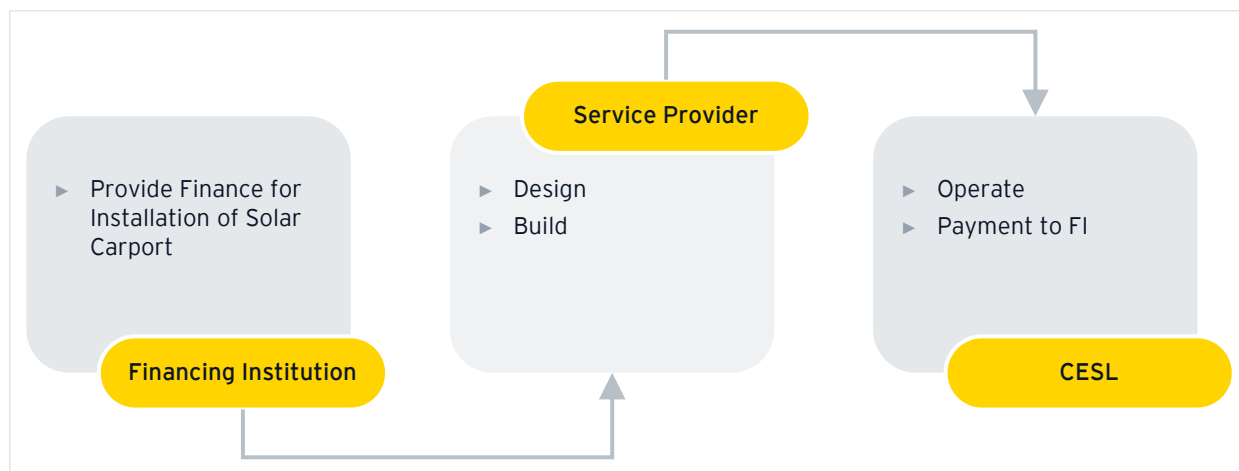 Service Provider
► Provide Finance for
Installation of Solar
Carport
► Design
► Build
► Operate
► Payment to FI
Financing Institution
CESL